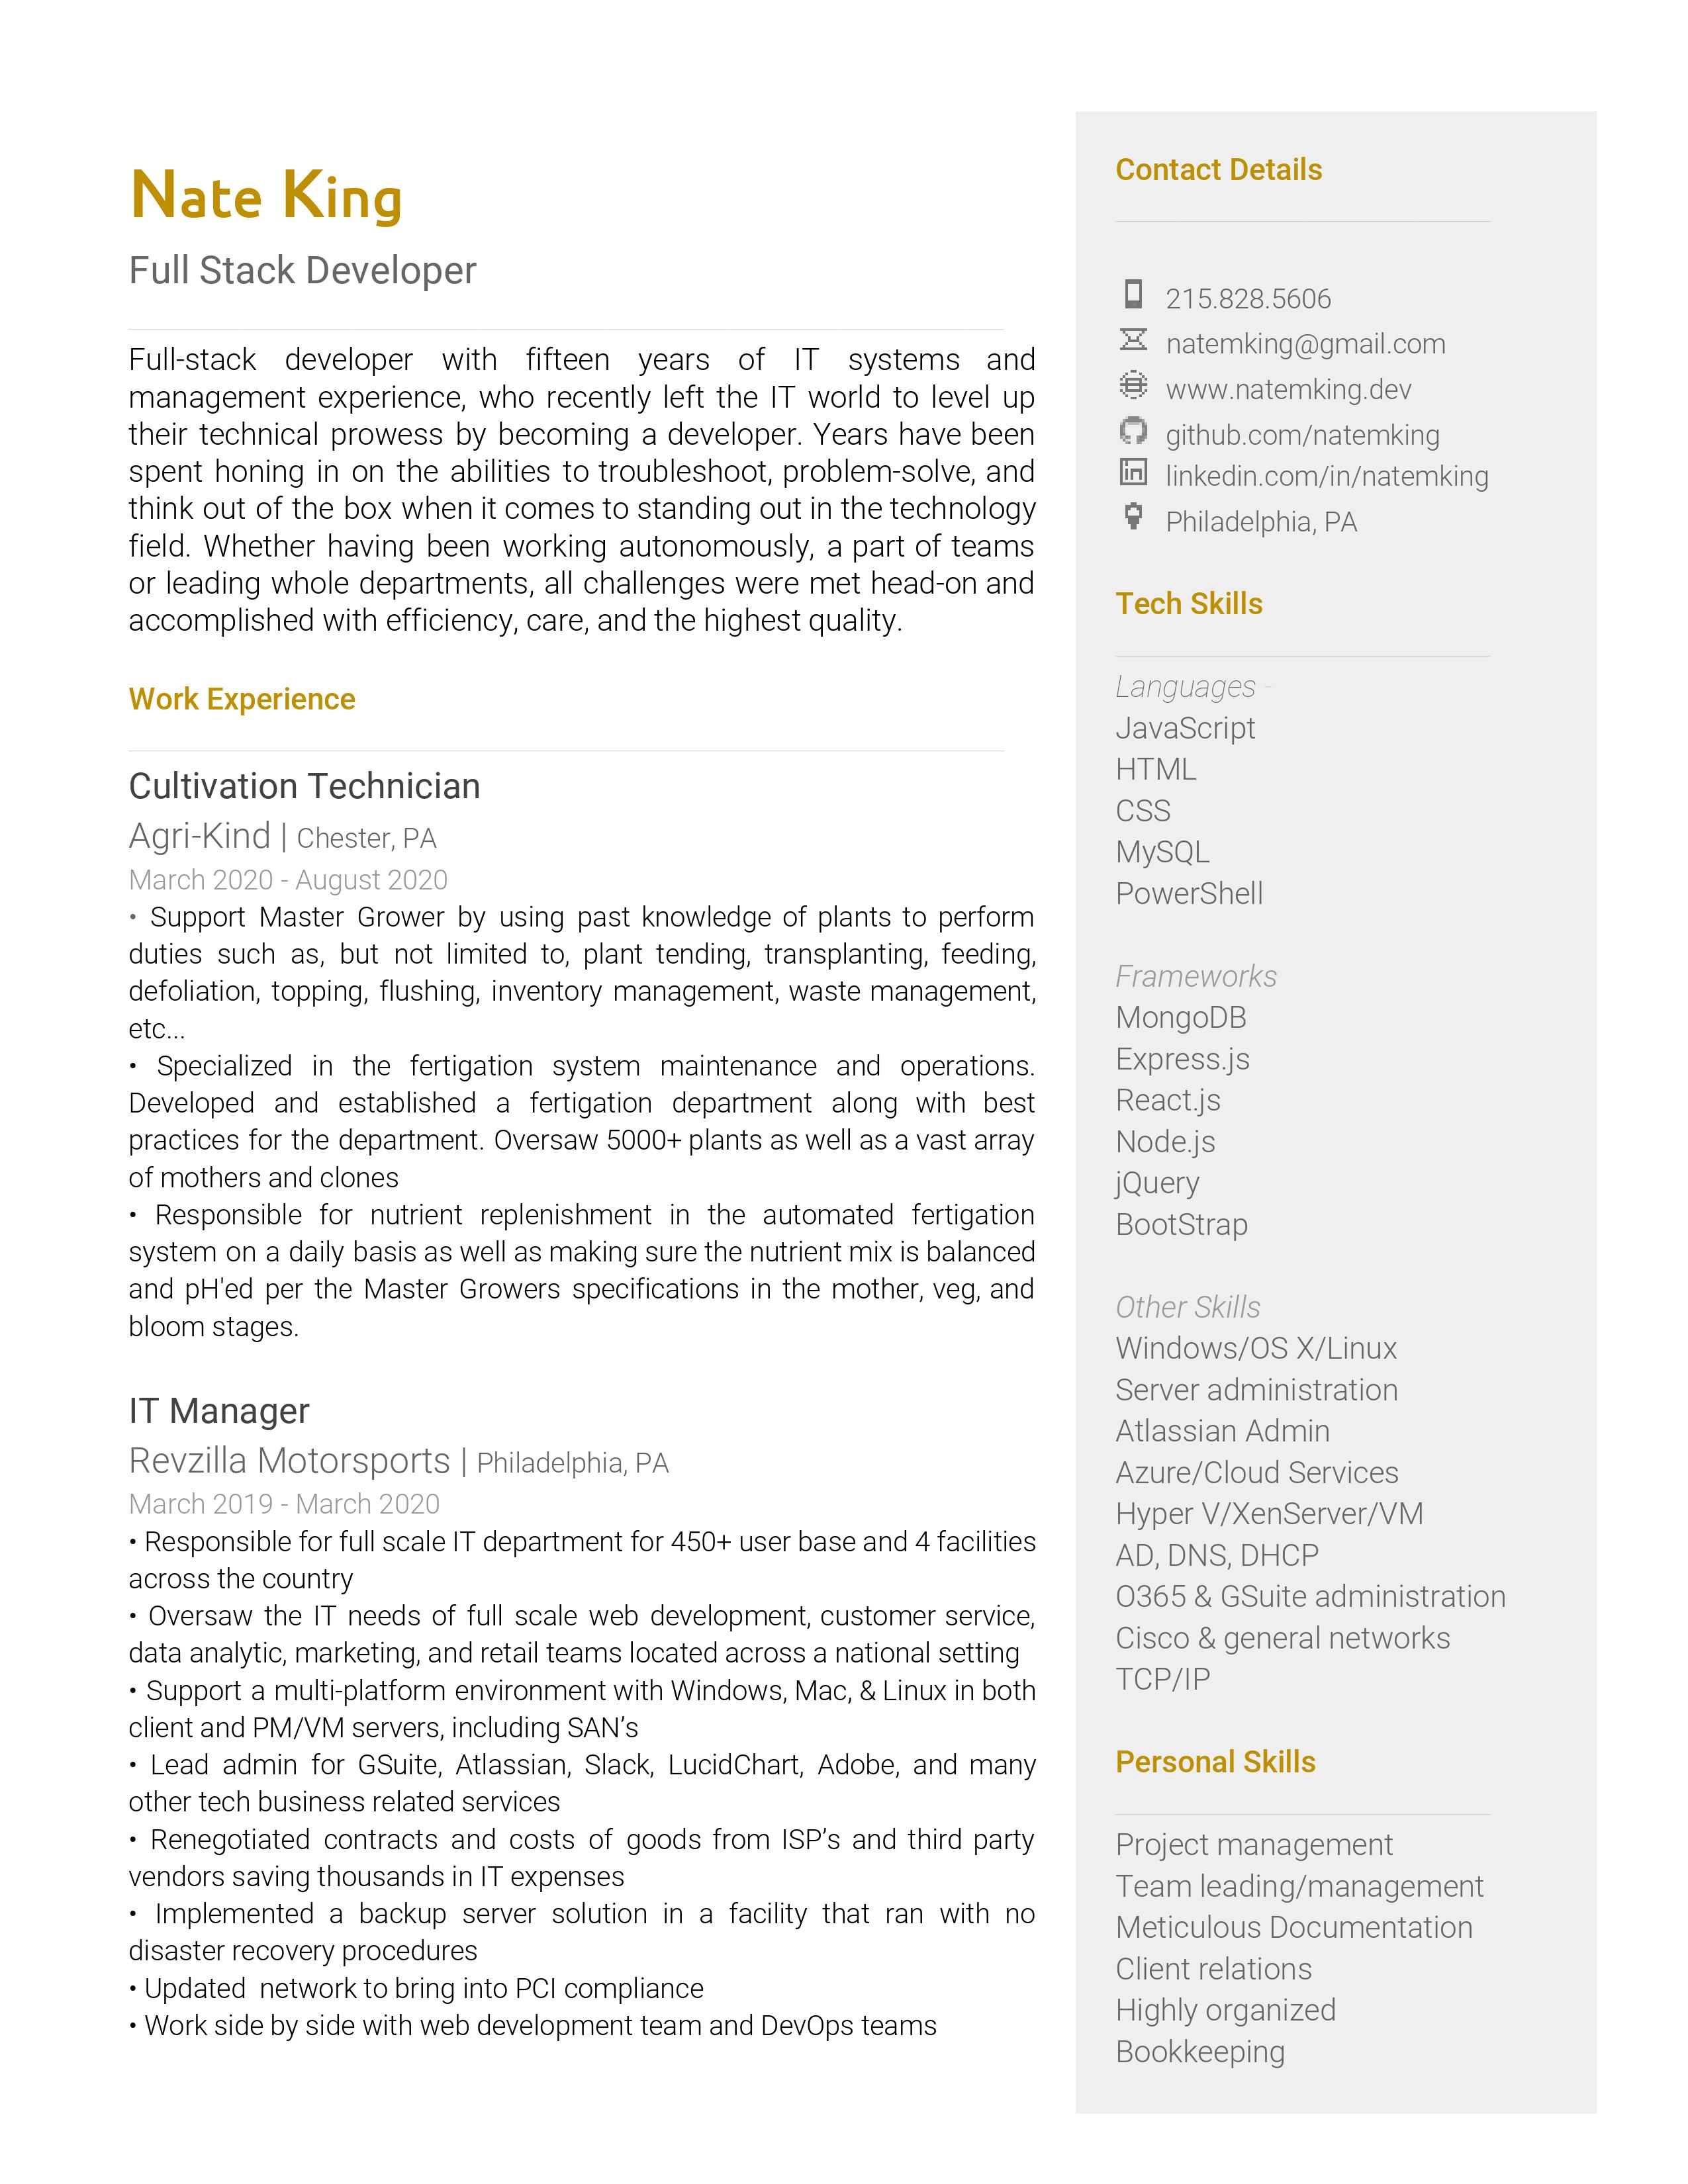 Nate King
Full Stack Developer
Full-stack developer with fifteen years of IT systems and
management experience, who recently left the IT world to level up
their technical prowess by becoming a developer. Years have been
spent honing in on the abilities to troubleshoot, problem-solve, and
think out of the box when it comes to standing out in the technology
field. Whether having been working autonomously, a part of teams
or leading whole departments, all challenges were met head-on and
accomplished with efficiency, care, and the highest quality.
Work Experience
Cultivation Technician
Agri-Kind | Chester, PA
March 2020 - August 2020
• Support Master Grower by using past knowledge of plants to perform
duties such as, but not limited to, plant tending, transplanting, feeding,
defoliation, topping, flushing, inventory management, waste management,
etc...
• Specialized in the fertigation system maintenance and operations.
Developed and established a fertigation department along with best
practices for the department. Oversaw 5000+ plants as well as a vast array
of mothers and clones
• Responsible for nutrient replenishment in the automated fertigation
system on a daily basis as well as making sure the nutrient mix is balanced
and pH'ed per the Master Growers specifications in the mother, veg, and
bloom stages.
IT Manager
Revzilla Motorsports | Philadelphia, PA
March 2019 - March 2020
• Responsible for full scale IT department for 450+ user base and 4 facilities
across the country
• Oversaw the IT needs of full scale web development, customer service,
data analytic, marketing, and retail teams located across a national setting
• Support a multi-platform environment with Windows, Mac, & Linux in both
client and PM/VM servers, including SAN’s
• Lead admin for GSuite, Atlassian, Slack, LucidChart, Adobe, and many
other tech business related services
• Renegotiated contracts and costs of goods from ISP’s and third party
vendors saving thousands in IT expenses
• Implemented a backup server solution in a facility that ran with no
disaster recovery procedures
• Updated  network to bring into PCI compliance
• Work side by side with web development team and DevOps teams
Contact Details
215.828.5606
natemking@gmail.com
www.natemking.dev
github.com/natemking
linkedin.com/in/natemking
Philadelphia, PA
Tech Skills
Languages -
JavaScript
HTML
CSS
MySQL
PowerShell
Frameworks
MongoDB
Express.js
React.js
Node.js
jQuery
BootStrap
Other Skills
Windows/OS X/Linux
Server administration
Atlassian Admin
Azure/Cloud Services
Hyper V/XenServer/VM
AD, DNS, DHCP
O365 & GSuite administration
Cisco & general networks
TCP/IP
Personal Skills
Project management
Team leading/management
Meticulous Documentation
Client relations
Highly organized
Bookkeeping